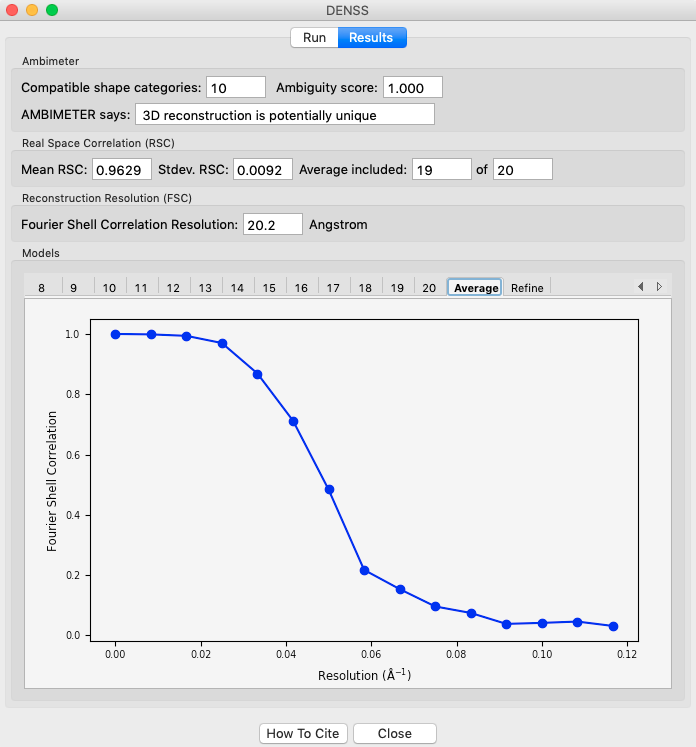 DENSS
Run Results
Ambimeter
Compatible shape categories: 10 Ambiguity score: 1.000
AMBIMETER says: 3D reconstruction is potentially unique
Real Space Correlation (RSC)
Mean RSC: 0.9629 Stdev. RSC: 0.0092 Average included: 19 of 20
Reconstruction Resolution (FSC)
Fourier Shell Correlation Resolution: 20.2 Angstrom
Models
8 9 10 11 12 13 14 15 16 17 18 19 20 Average Refine
1.0
0.8
0.6
0.4
0.2
0.0
Fourier Shell Correlation
0.00 0.02 0.04 0.06 0.08 0.10 0.12
Resolution (Å⁻¹)
How To Cite Close